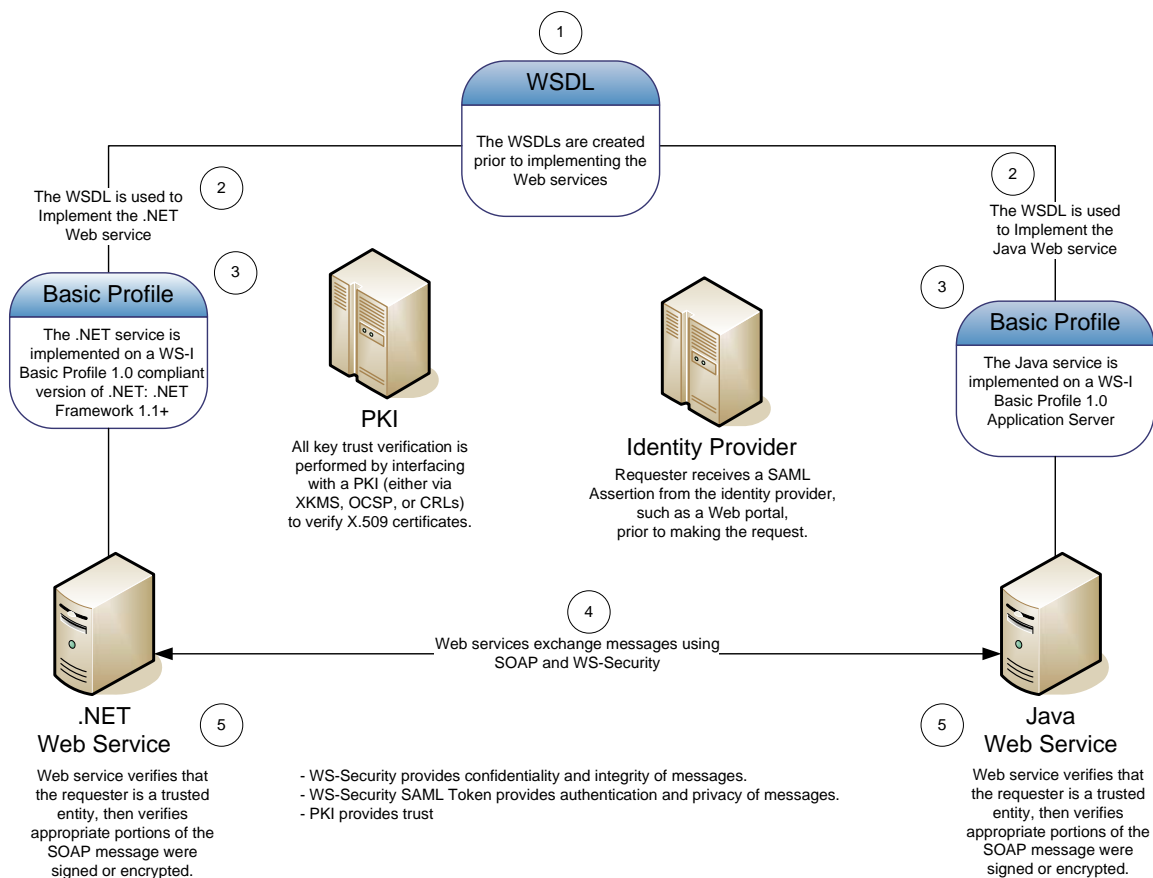 1
WSDL
The WSDLs are created
prior to implementing the
Web services
2
The WSDL is used to
Implement the .NET
Web service
2
The WSDL is used
to Implement the
Java Web service
3
Basic Profile
The .NET service is
implemented on a WS-I
Basic Profile 1.0 compliant
version of .NET: .NET
Framework 1.1+
3
Basic Profile
The Java service is
implemented on a WS-I
Basic Profile 1.0
Application Server
PKI
All key trust verification is
performed by interfacing
with a PKI (either via
XKMS, OCSP, or CRLs)
to verify X.509 certificates.
Identity Provider
Requester receives a SAML
Assertion from the identity provider,
such as a Web portal,
prior to making the request.
4
Web services exchange messages using
SOAP and WS-Security
.NET
Web Service
5
Web service verifies that
the requester is a trusted
entity, then verifies
appropriate portions of the
SOAP message were
signed or encrypted.
- WS-Security provides confidentiality and integrity of messages.
- WS-Security SAML Token provides authentication and privacy of messages.
- PKI provides trust
5
Java
Web Service
Web service verifies that
the requester is a trusted
entity, then verifies
appropriate portions of the
SOAP message were
signed or encrypted.